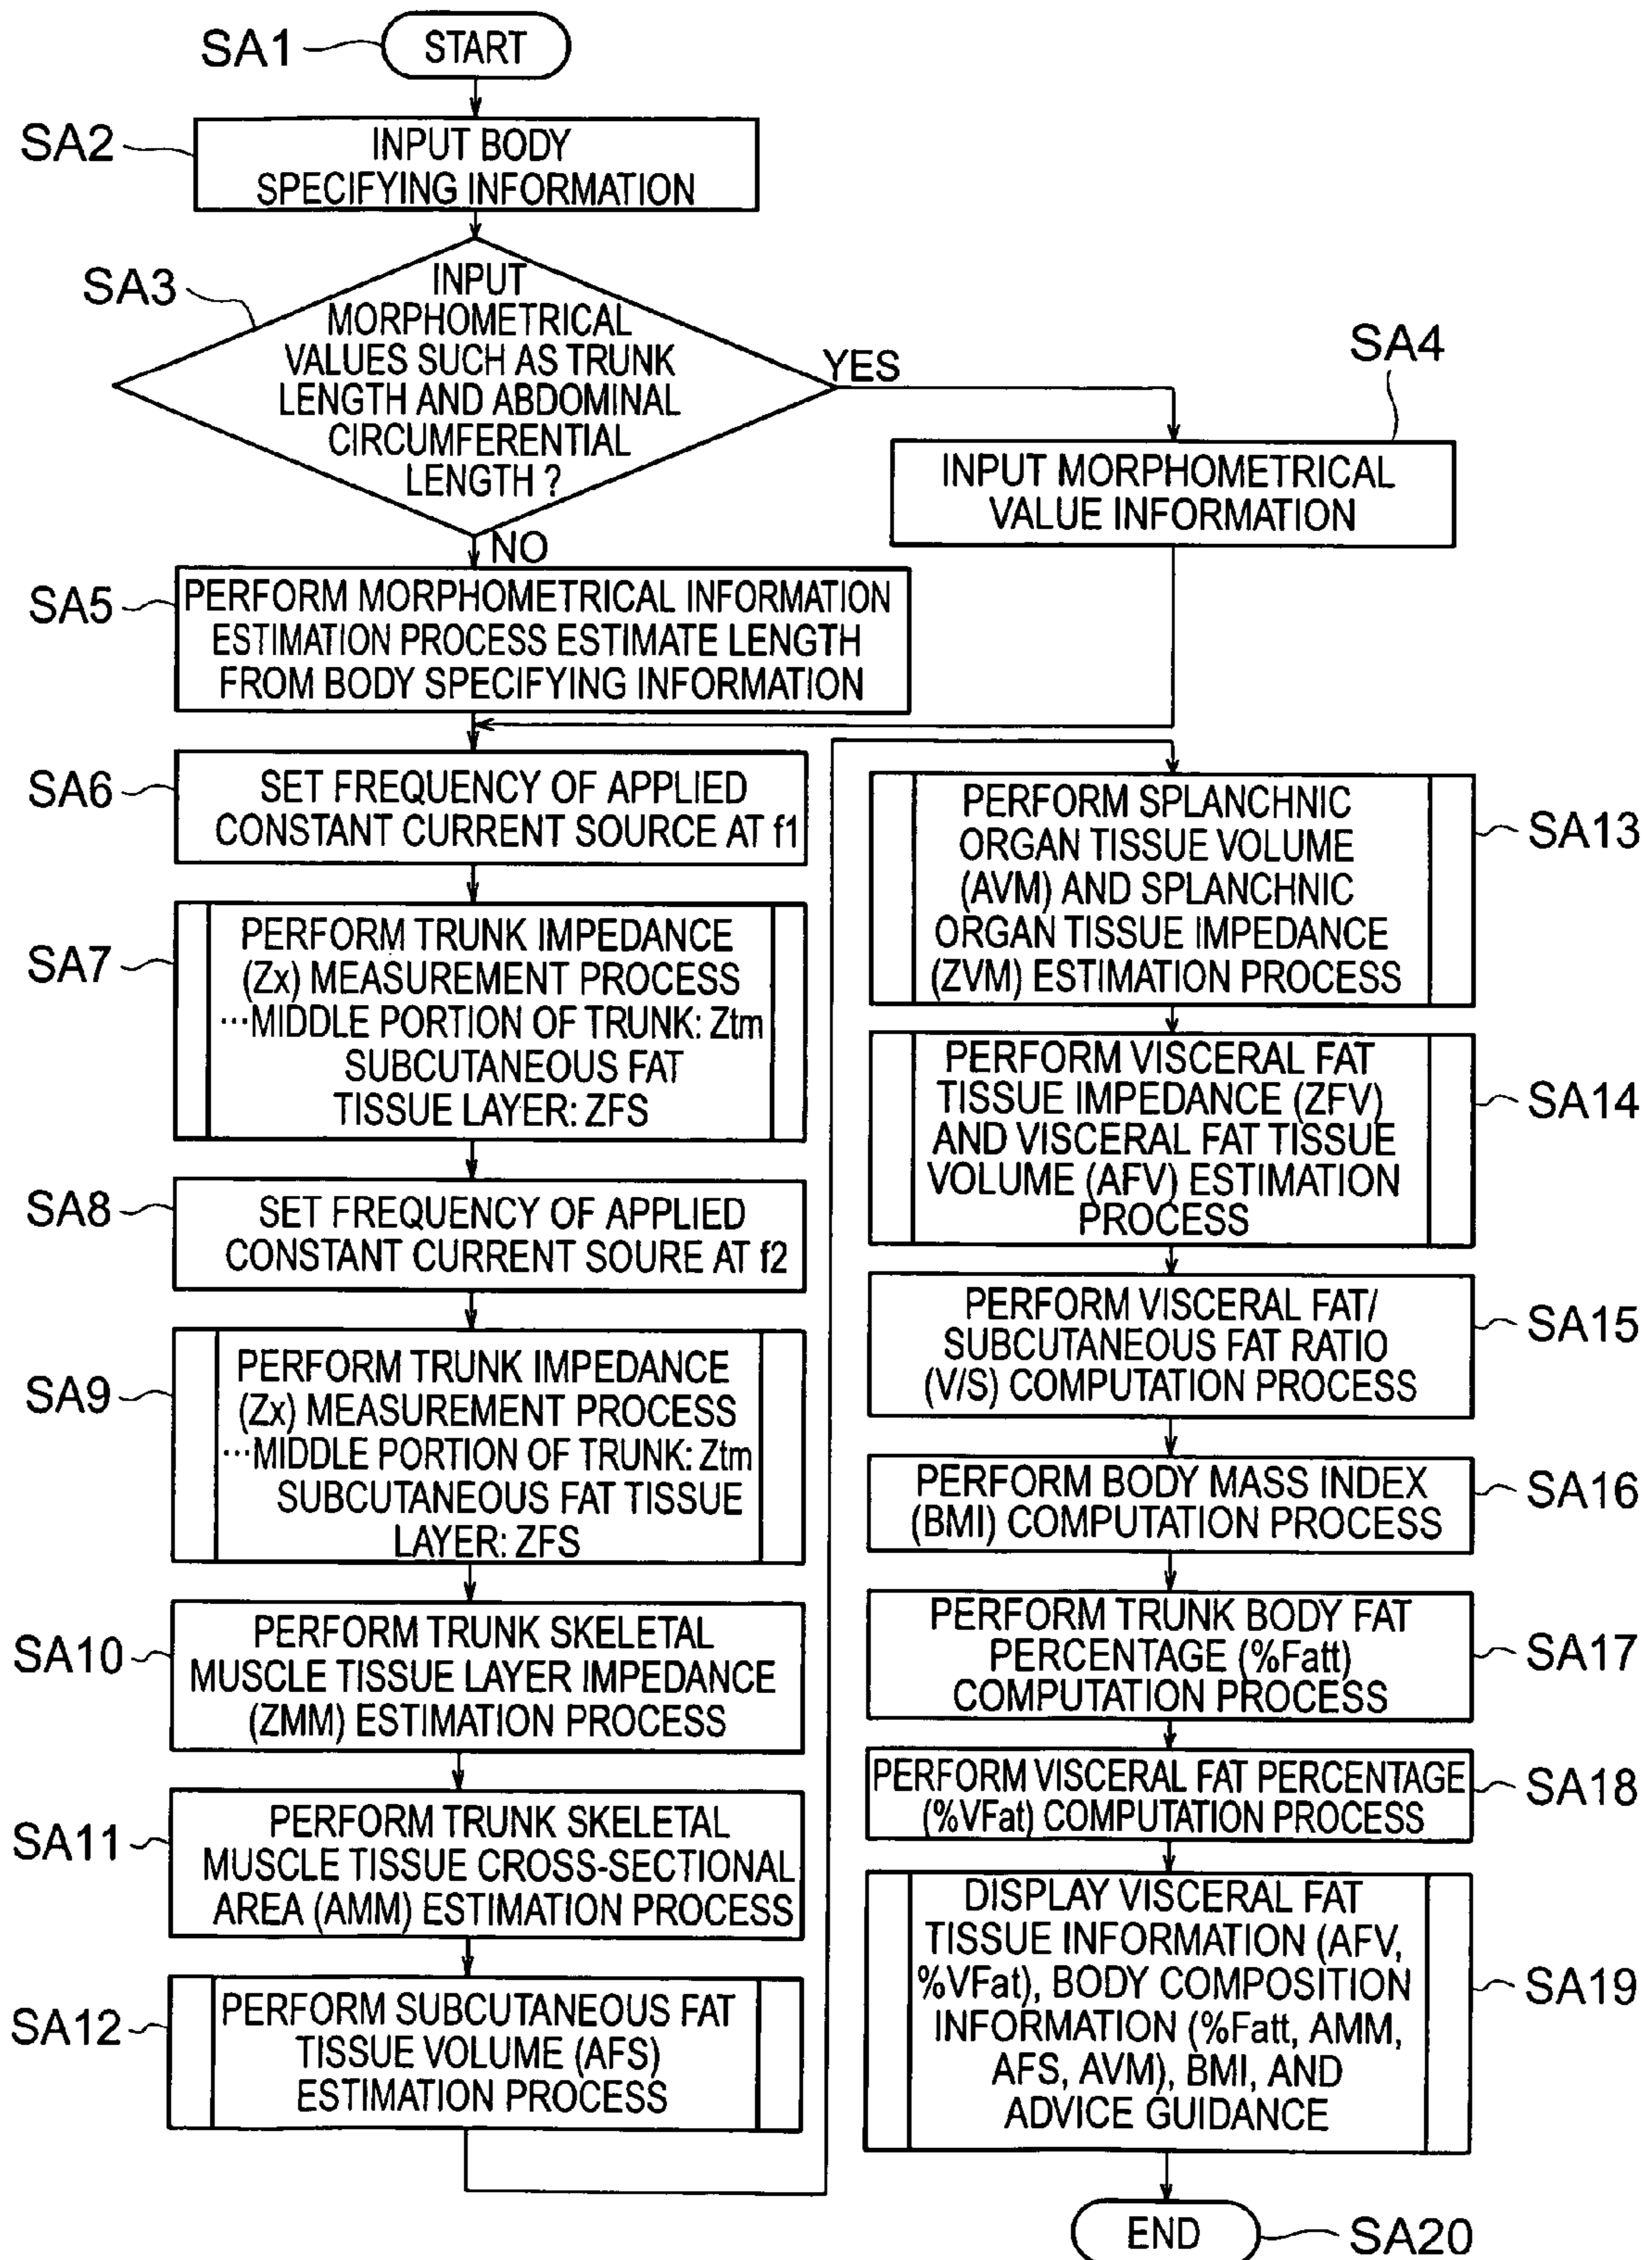 SA1
START
SA2
INPUT BODY
SPECIFYING INFORMATION
SA3
INPUT
MORPHOMETRICAL
VALUES SUCH AS TRUNK
LENGTH AND ABDOMINAL
CIRCUMFERENTIAL
LENGTH ?
YES
NO
SA4
INPUT MORPHOMETRICAL
VALUE INFORMATION
SA5
PERFORM MORPHOMETRICAL INFORMATION
ESTIMATION PROCESS ESTIMATE LENGTH
FROM BODY SPECIFYING INFORMATION
SA6
SET FREQUENCY OF APPLIED
CONSTANT CURRENT SOURCE AT f1
SA7
PERFORM TRUNK IMPEDANCE
(Zx) MEASUREMENT PROCESS
···MIDDLE PORTION OF TRUNK: Ztm
SUBCUTANEOUS FAT
TISSUE LAYER: ZFS
SA8
SET FREQUENCY OF APPLIED
CONSTANT CURRENT SOURE AT f2
SA9
PERFORM TRUNK IMPEDANCE
(Zx) MEASUREMENT PROCESS
···MIDDLE PORTION OF TRUNK: Ztm
SUBCUTANEOUS FAT TISSUE
LAYER: ZFS
SA10
PERFORM TRUNK SKELETAL
MUSCLE TISSUE LAYER IMPEDANCE
(ZMM) ESTIMATION PROCESS
SA11
PERFORM TRUNK SKELETAL
MUSCLE TISSUE CROSS-SECTIONAL
AREA (AMM) ESTIMATION PROCESS
SA12
PERFORM SUBCUTANEOUS FAT
TISSUE VOLUME (AFS)
ESTIMATION PROCESS
PERFORM SPLANCHNIC
ORGAN TISSUE VOLUME
(AVM) AND SPLANCHNIC
ORGAN TISSUE IMPEDANCE
(ZVM) ESTIMATION PROCESS
SA13
PERFORM VISCERAL FAT
TISSUE IMPEDANCE (ZFV)
AND VISCERAL FAT TISSUE
VOLUME (AFV) ESTIMATION
PROCESS
SA14
PERFORM VISCERAL FAT/
SUBCUTANEOUS FAT RATIO
(V/S) COMPUTATION PROCESS
SA15
PERFORM BODY MASS INDEX
(BMI) COMPUTATION PROCESS
SA16
PERFORM TRUNK BODY FAT
PERCENTAGE (%Fatt)
COMPUTATION PROCESS
SA17
PERFORM VISCERAL FAT PERCENTAGE
(%VFat) COMPUTATION PROCESS
SA18
DISPLAY VISCERAL FAT
TISSUE INFORMATION (AFV,
%VFat), BODY COMPOSITION
INFORMATION (%Fatt, AMM,
AFS, AVM), BMI, AND
ADVICE GUIDANCE
SA19
END
SA20